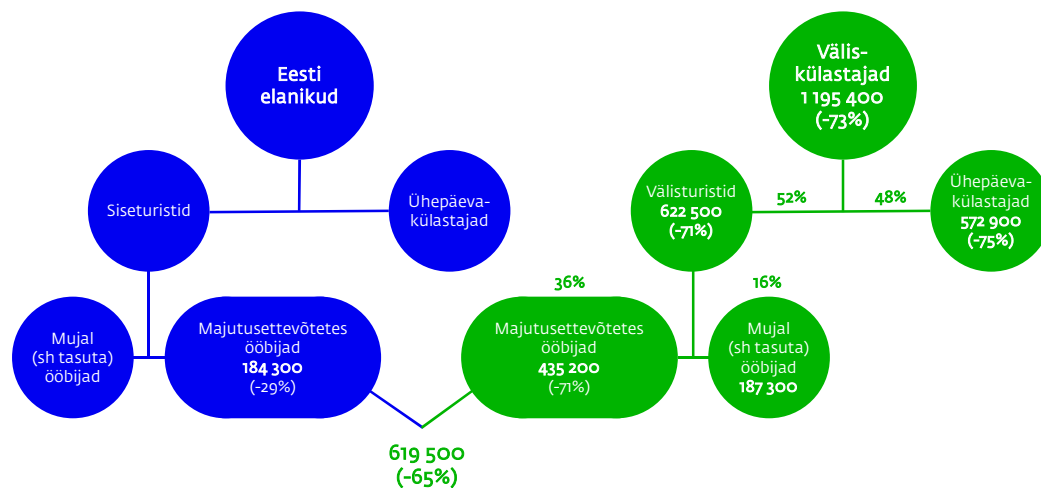 Eesti
elanikud
Välis-
külastajad
1 195 400
(-73%)
Siseturistid
Ühepäeva-
külastajad
Välisturistid
622 500
(-71%)
52%
48%
Ühepäeva-
külastajad
572 900
(-75%)
Mujal
(sh tasuta)
ööbijad
Majutusettevõtetes
ööbijad
184 300
(-29%)
36%
Majutusettevõtetes
ööbijad
435 200
(-71%)
16%
Mujal
(sh tasuta)
ööbijad
187 300
619 500
(-65%)